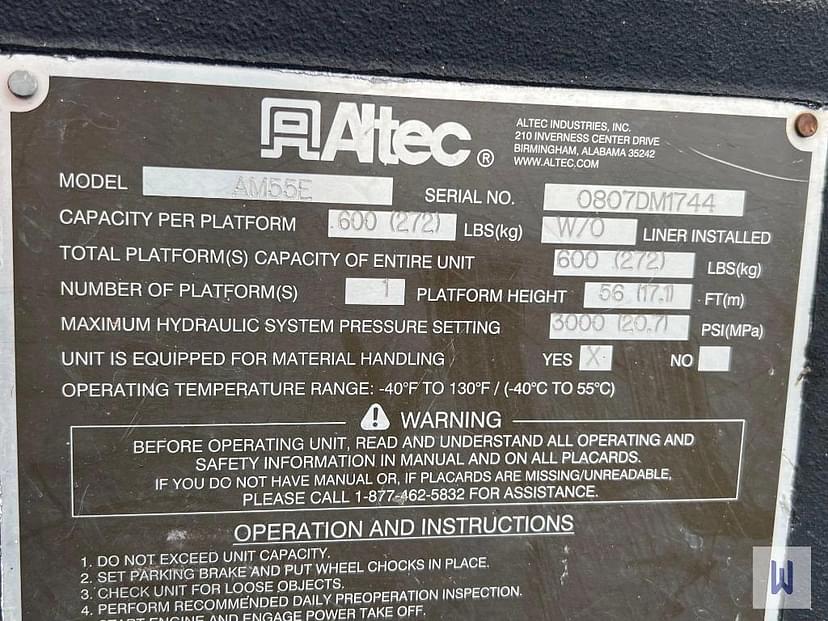 Altec ®
ALTEC INDUSTRIES, INC.
210 INVERNESS CENTER DRIVE
BIRMINGHAM, ALABAMA 35242
WWW.ALTEC.COM
MODEL AM55E SERIAL NO. 0807DM1744
CAPACITY PER PLATFORM 600 (272) LBS(kg) W/O LINER INSTALLED
TOTAL PLATFORM(S) CAPACITY OF ENTIRE UNIT 600 (272) LBS(kg)
NUMBER OF PLATFORM(S) 1 PLATFORM HEIGHT 56 (17.1) FT(m)
MAXIMUM HYDRAULIC SYSTEM PRESSURE SETTING 3000 (20.7) PSI(MPa)
UNIT IS EQUIPPED FOR MATERIAL HANDLING YES X NO
OPERATING TEMPERATURE RANGE: -40°F TO 130°F / (-40°C TO 55°C)
WARNING
BEFORE OPERATING UNIT, READ AND UNDERSTAND ALL OPERATING AND
SAFETY INFORMATION IN MANUAL AND ON ALL PLACARDS.
IF YOU DO NOT HAVE MANUAL OR, IF PLACARDS ARE MISSING/UNREADABLE,
PLEASE CALL 1-877-462-5832 FOR ASSISTANCE.
OPERATION AND INSTRUCTIONS
1. DO NOT EXCEED UNIT CAPACITY.
2. SET PARKING BRAKE AND PUT WHEEL CHOCKS IN PLACE.
3. CHECK UNIT FOR LOOSE OBJECTS.
4. PERFORM RECOMMENDED DAILY PREOPERATION INSPECTION.
START ENGINE AND ENGAGE POWER TAKE OFF.
W